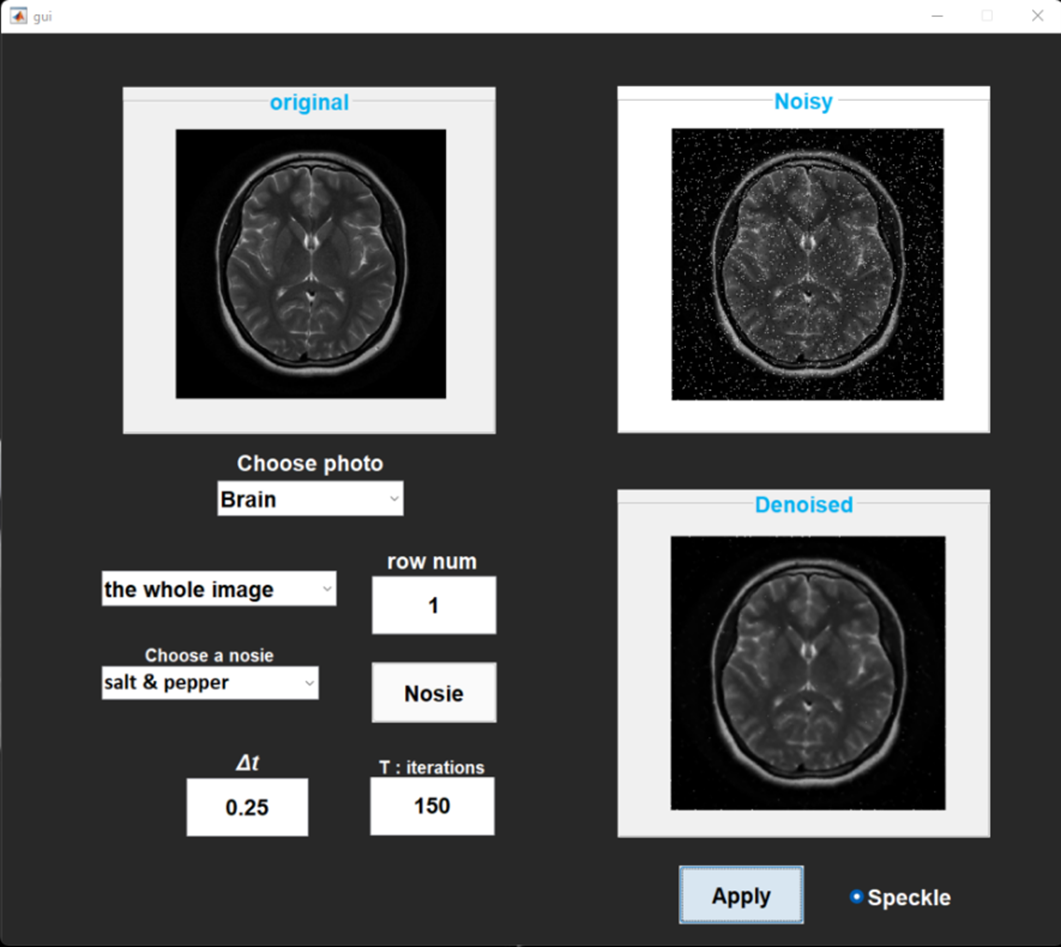 gui
original
Noisy
Choose photo
Brain
Denoised
the whole image
row num
1
Choose a nosie
salt & pepper
Nosie
Δt
T : iterations
0.25
150
Apply
Speckle